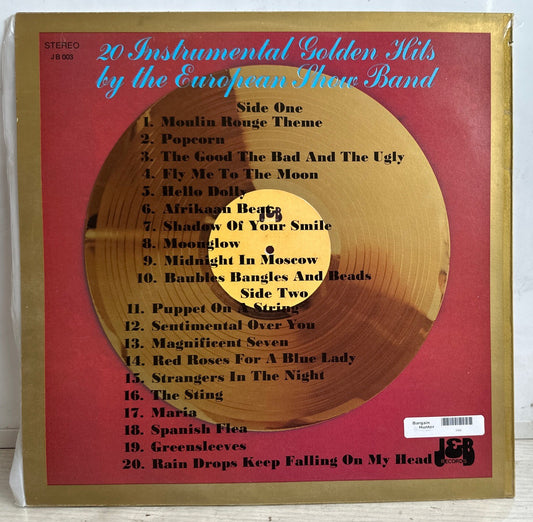 STEREO
JB 003
20 Instrumental Golden Hits
by the European Show Band
Side One
1. Moulin Rouge Theme
2. Popcorn
3. The Good The Bad And The Ugly
4. Fly Me To The Moon
5. Hello Dolly
6. Afrikaan Beat
7. Shadow Of Your Smile
8. Moonglow
9. Midnight In Moscow
10. Baubles Bangles And Beads
Side Two
11. Puppet On A String
12. Sentimental Over You
13. Magnificent Seven
14. Red Roses For A Blue Lady
15. Strangers In The Night
16. The Sting
17. Maria
18. Spanish Flea
19. Greensleeves
20. Rain Drops Keep Falling On My Head
J&B
Bargain
Hunter
J&B
RECORDS